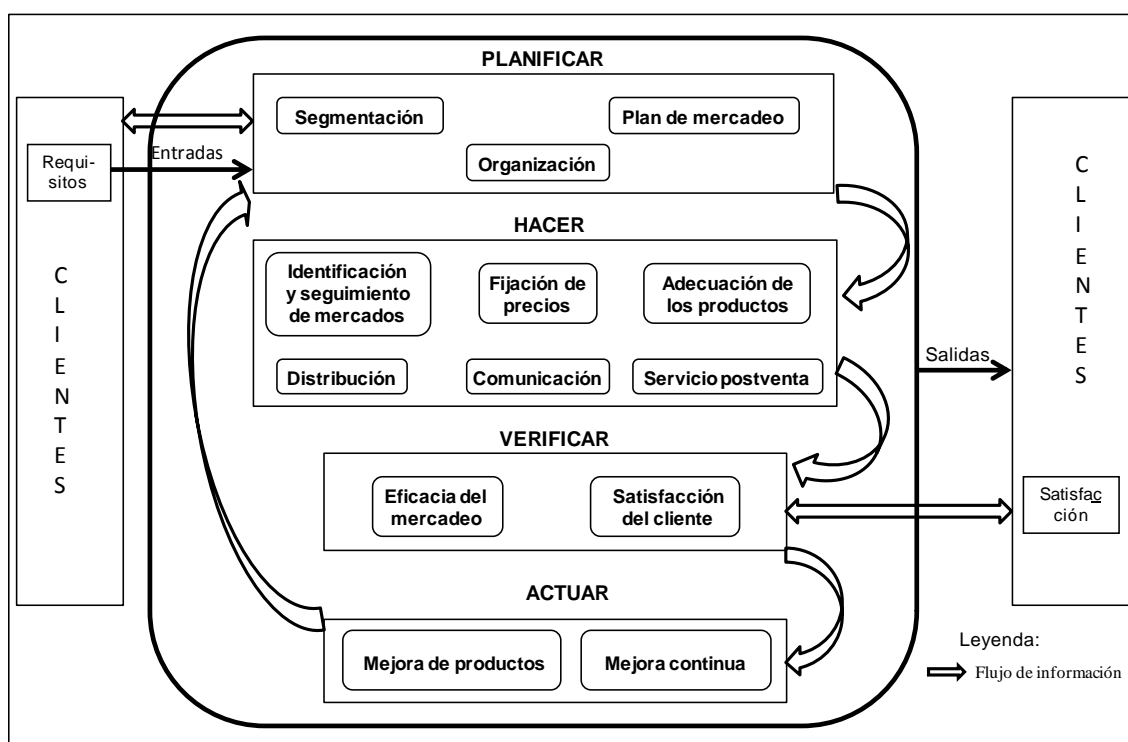 PLANIFICAR
Segmentación
Plan de mercadeo
Organización
Requi-
sitos
Entradas
C
L
I
E
N
T
E
S
HACER
Identificación
y seguimiento
de mercados
Fijación de
precios
Adecuación de
los productos
Distribución
Comunicación
Servicio postventa
Salidas
C
L
I
E
N
T
E
S
VERIFICAR
Eficacia del
mercadeo
Satisfacción
del cliente
Satisfac
ción
ACTUAR
Mejora de productos
Mejora continua
Leyenda:
Flujo de información